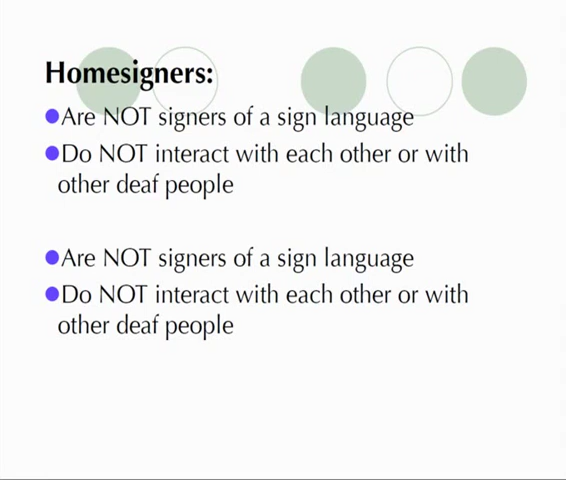 Homesigners:
●Are NOT signers of a sign language
●Do NOT interact with each other or with
other deaf people
●Are NOT signers of a sign language
●Do NOT interact with each other or with
other deaf people